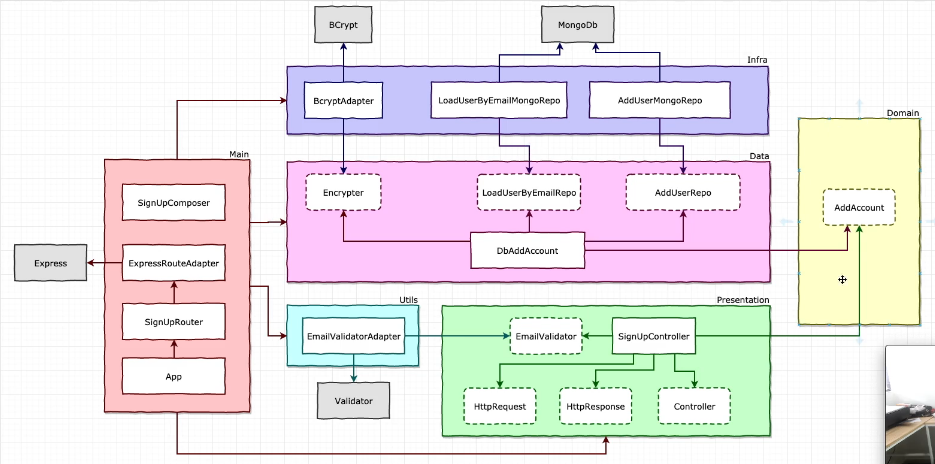 BCrypt
MongoDb
Infra
BcryptAdapter
LoadUserByEmailMongoRepo
AddUserMongoRepo
Domain
Main
Data
SignUpComposer
Encrypter
LoadUserByEmailRepo
AddUserRepo
AddAccount
DbAddAccount
Express
ExpressRouteAdapter
Utils
Presentation
SignUpRouter
EmailValidatorAdapter
EmailValidator
SignUpController
App
Validator
HttpRequest
HttpResponse
Controller